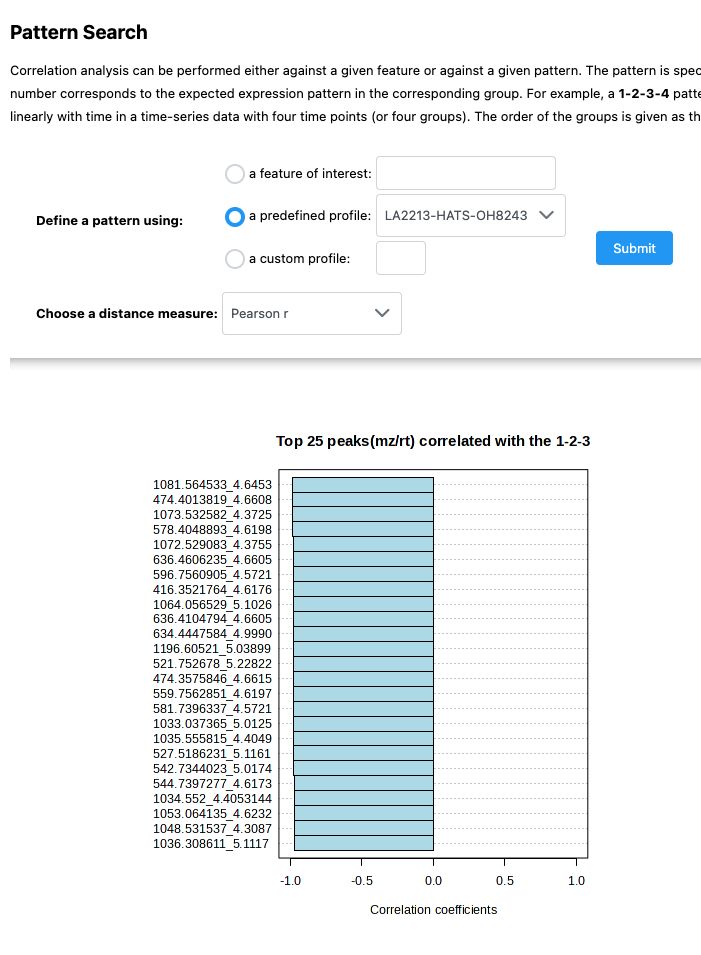 Pattern Search
Correlation analysis can be performed either against a given feature or against a given pattern. The pattern is spec
number corresponds to the expected expression pattern in the corresponding group. For example, a 1-2-3-4 patte
linearly with time in a time-series data with four time points (or four groups). The order of the groups is given as th
a feature of interest:
Define a pattern using:
a predefined profile: LA2213-HATS-OH8243
a custom profile:
Submit
Choose a distance measure: Pearson r
Top 25 peaks(mz/rt) correlated with the 1-2-3
1081.564533_4.6453
474.4013819_4.6608
1073.532582_4.3725
578.4048893_4.6198
1072.529083_4.3755
636.4606235_4.6605
596.7560905_4.5721
416.3521764_4.6176
1064.056529_5.1026
636.4104794_4.6605
634.4447584_4.9990
1196.60521_5.03899
521.752678_5.22822
474.3575846_4.6615
559.7562851_4.6197
581.7396337_4.5721
1033.037365_5.0125
1035.555815_4.4049
527.5186231_5.1161
542.7344023_5.0174
544.7397277_4.6173
1034.552_4.4053144
1053.064135_4.6232
1048.531537_4.3087
1036.308611_5.1117
-1.0 -0.5 0.0 0.5 1.0
Correlation coefficients